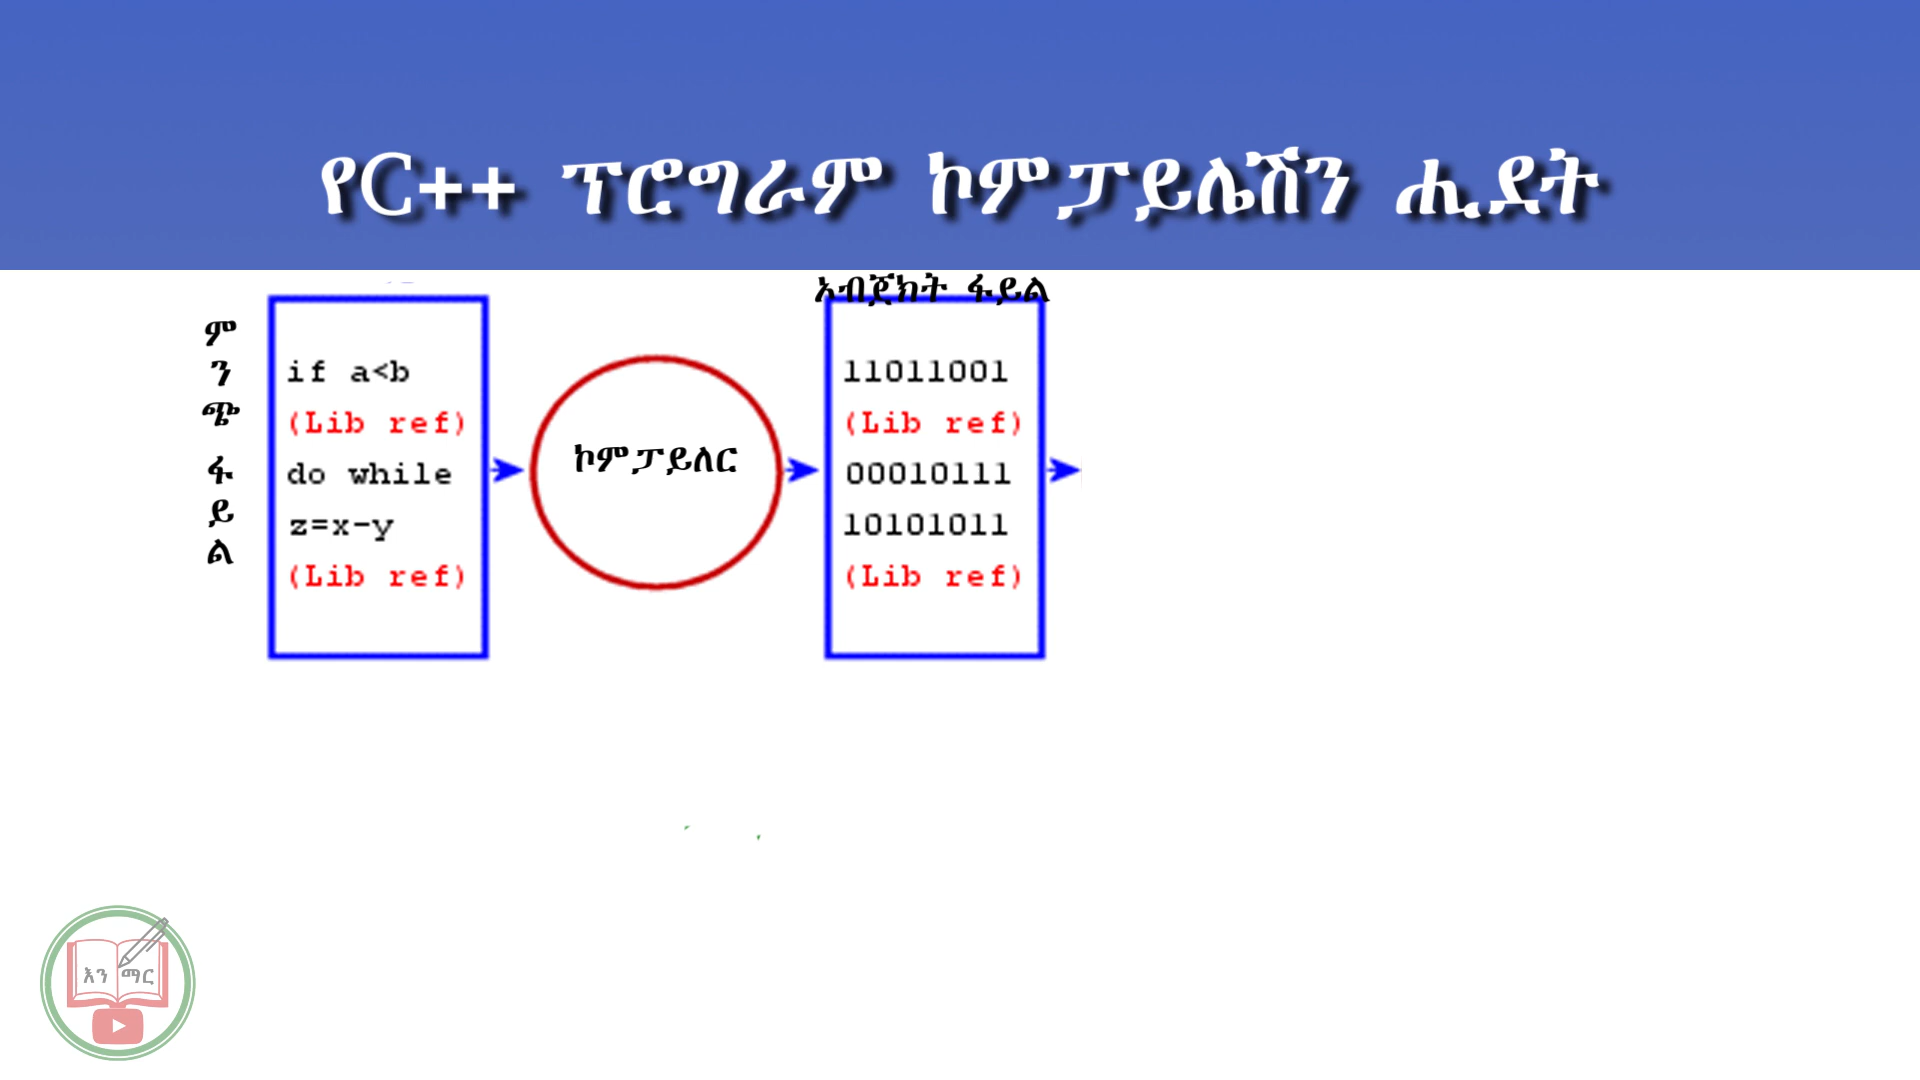 የC++ ፕሮግራም ኮምፓይሌሽን ሒደት
ምንጭ ፋይል
if a<b
(Lib ref)
do while
z=x-y
(Lib ref)
ኮምፓይለር
አብጀክት ፋይል
11011001
(Lib ref)
00010111
10101011
(Lib ref)
እን ማር